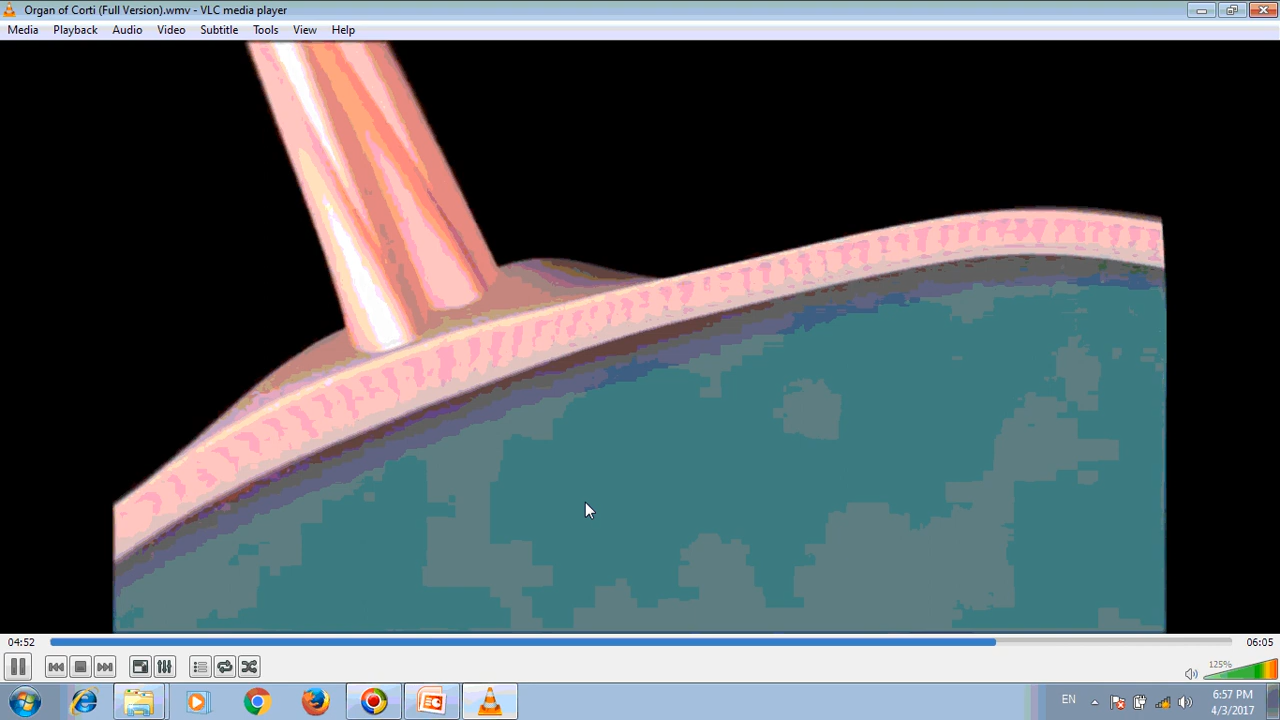 Organ of Corti (Full Version).wmv - VLC media player
Media Playback Audio Video Subtitle Tools View Help
04:52 06:05
125%
EN 6:57 PM
4/3/2017